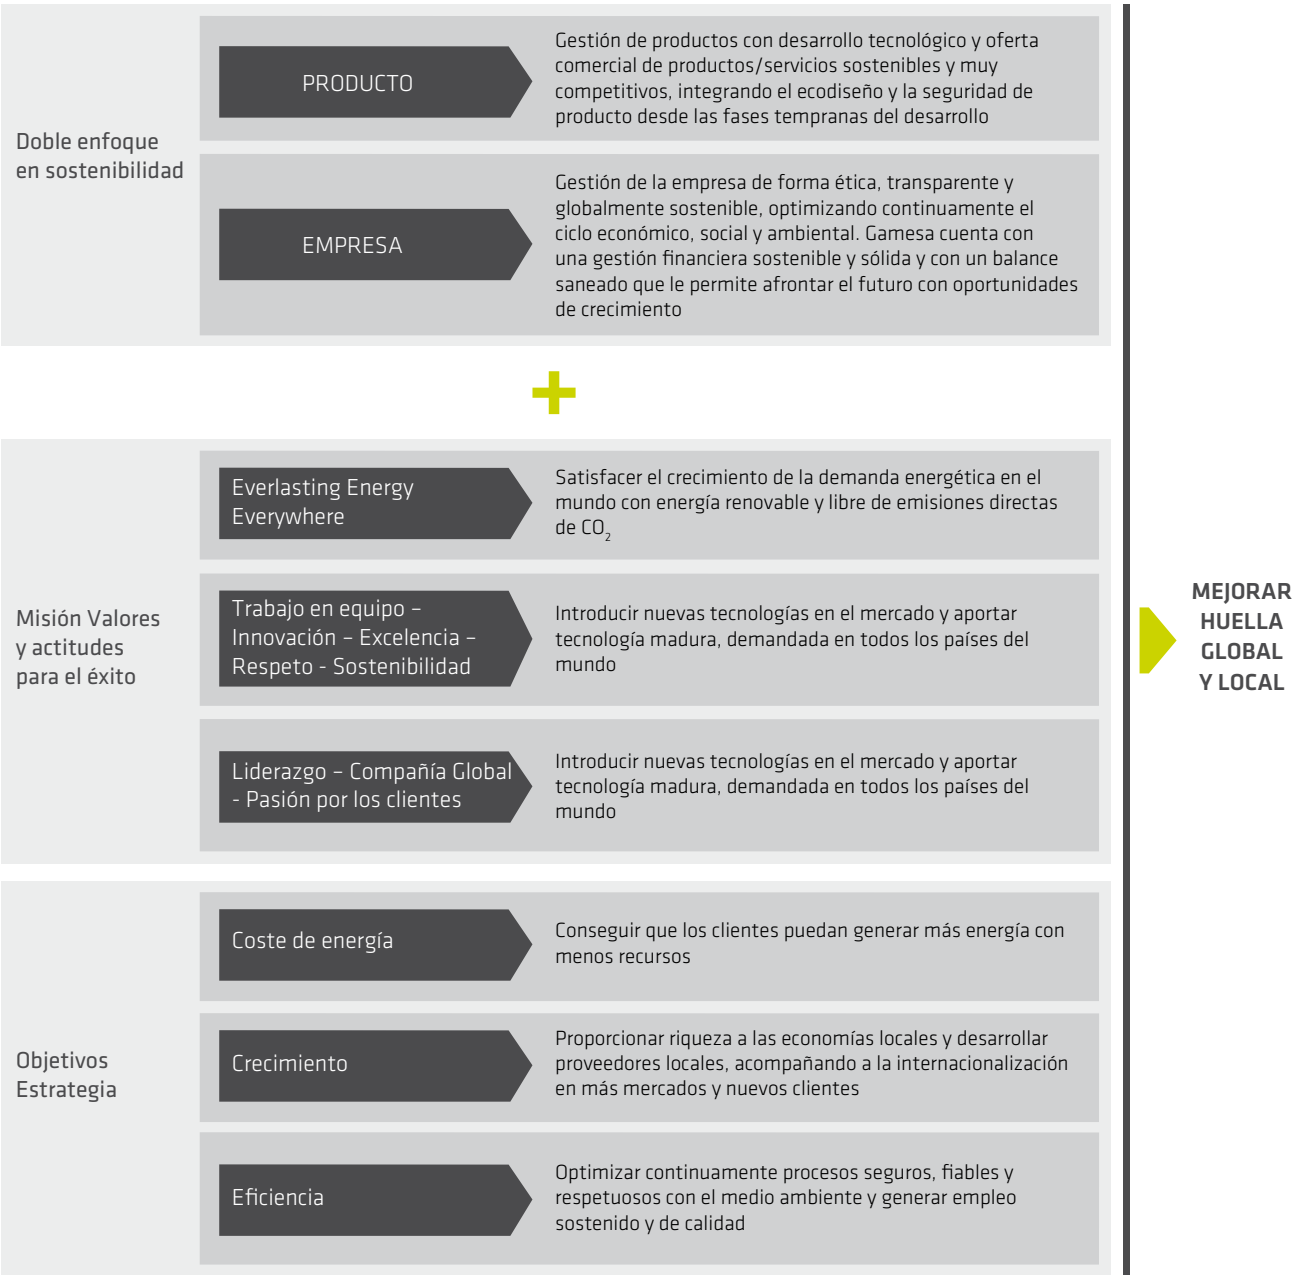 Doble enfoque
en sostenibilidad
PRODUCTO
Gestión de productos con desarrollo tecnológico y oferta
comercial de productos/servicios sostenibles y muy
competitivos, integrando el ecodiseño y la seguridad de
producto desde las fases tempranas del desarrollo
EMPRESA
Gestión de la empresa de forma ética, transparente y
globalmente sostenible, optimizando continuamente el
ciclo económico, social y ambiental. Gamesa cuenta con
una gestión financiera sostenible y sólida y con un balance
saneado que le permite afrontar el futuro con oportunidades
de crecimiento
+
Misión Valores
y actitudes
para el éxito
Everlasting Energy
Everywhere
Satisfacer el crecimiento de la demanda energética en el
mundo con energía renovable y libre de emisiones directas
de CO₂
Trabajo en equipo –
Innovación – Excelencia –
Respeto - Sostenibilidad
Introducir nuevas tecnologías en el mercado y aportar
tecnología madura, demandada en todos los países del
mundo
Liderazgo – Compañía Global
- Pasión por los clientes
Introducir nuevas tecnologías en el mercado y aportar
tecnología madura, demandada en todos los países del
mundo
Objetivos
Estrategia
Coste de energía
Conseguir que los clientes puedan generar más energía con
menos recursos
Crecimiento
Proporcionar riqueza a las economías locales y desarrollar
proveedores locales, acompañando a la internacionalización
en más mercados y nuevos clientes
Eficiencia
Optimizar continuamente procesos seguros, fiables y
respetuosos con el medio ambiente y generar empleo
sostenido y de calidad
MEJORAR
HUELLA
GLOBAL
Y LOCAL